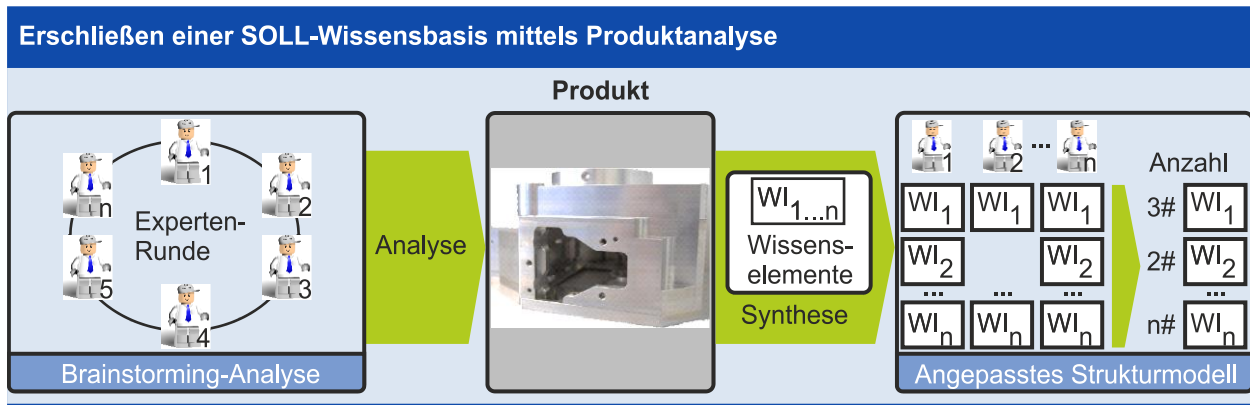 Erschließen einer SOLL-Wissensbasis mittels Produktanalyse
Produkt
1
2
3
4
5
n
Experten-
Runde
Brainstorming-Analyse
Analyse
WI1...n
Wissens-
elemente
Synthese
1 2 ... n
Anzahl
WI1 WI1 WI1 3# WI1
WI2 WI2 2# WI2
... ... ... ...
WIn WIn WIn n# WIn
Angepasstes Strukturmodell